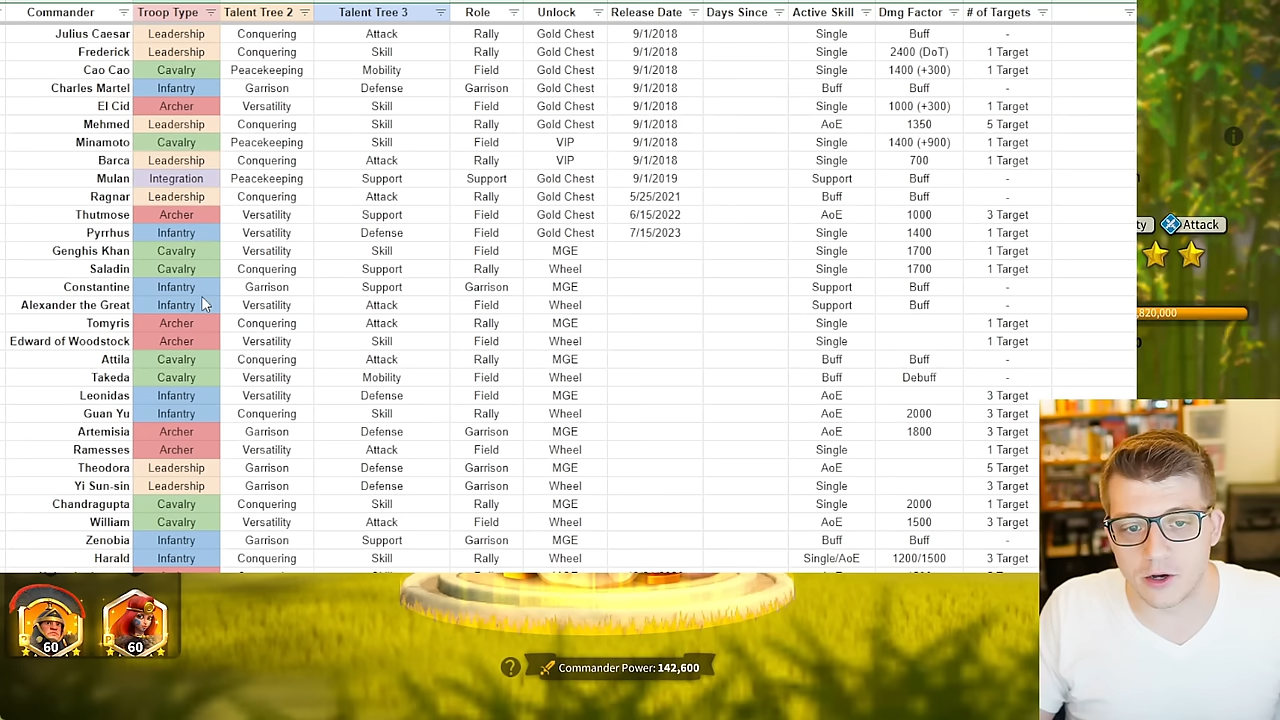 Commander Troop Type Talent Tree 2 Talent Tree 3 Role Unlock Release Date Days Since Active Skill Dmg Factor # of Targets
Julius Caesar Leadership Conquering Attack Rally Gold Chest 9/1/2018 Single Buff -
Frederick Leadership Conquering Skill Rally Gold Chest 9/1/2018 Single 2400 (DoT) 1 Target
Cao Cao Cavalry Peacekeeping Mobility Field Gold Chest 9/1/2018 Single 1400 (+300) 1 Target
Charles Martel Infantry Garrison Defense Garrison Gold Chest 9/1/2018 Buff Buff -
El Cid Archer Versatility Skill Field Gold Chest 9/1/2018 Single 1000 (+300) 1 Target
Mehmed Leadership Conquering Skill Rally Gold Chest 9/1/2018 AoE 1350 5 Target
Minamoto Cavalry Peacekeeping Skill Field VIP 9/1/2018 Single 1400 (+900) 1 Target
Barca Leadership Conquering Attack Rally VIP 9/1/2018 Single 700 1 Target
Mulan Integration Peacekeeping Support Support Gold Chest 9/1/2019 Support Buff -
Ragnar Leadership Conquering Attack Rally Gold Chest 5/25/2021 Buff Buff -
Thutmose Archer Versatility Support Field Gold Chest 6/15/2022 AoE 1000 3 Target
Pyrrhus Infantry Versatility Defense Field Gold Chest 7/15/2023 Single 1400 1 Target
Genghis Khan Cavalry Versatility Skill Field MGE Single 1700 1 Target
Saladin Cavalry Conquering Support Rally Wheel Single 1700 1 Target
Constantine Infantry Garrison Support Garrison MGE Support Buff -
Alexander the Great Infantry Versatility Attack Field Wheel Support Buff -
Tomyris Archer Conquering Attack Rally MGE Single 1 Target
Edward of Woodstock Archer Versatility Skill Field Wheel Single 1 Target
Attila Cavalry Conquering Attack Rally MGE Buff Buff -
Takeda Cavalry Versatility Mobility Field Wheel Buff Debuff -
Leonidas Infantry Versatility Defense Field MGE AoE 3 Target
Guan Yu Infantry Conquering Skill Rally Wheel AoE 2000 3 Target
Artemisia Archer Garrison Defense Garrison MGE AoE 1800 3 Target
Ramesses Archer Versatility Attack Field Wheel Single 1 Target
Theodora Leadership Garrison Defense Garrison MGE AoE 5 Target
Yi Sun-sin Leadership Garrison Defense Garrison Wheel Single 3 Target
Chandragupta Cavalry Conquering Skill Rally MGE Single 2000 1 Target
William Cavalry Versatility Attack Field Wheel AoE 1500 3 Target
Zenobia Infantry Garrison Support Garrison MGE Buff Buff -
Harald Infantry Conquering Skill Rally Wheel Single/AoE 1200/1500 3 Target
ty Attack
,820,000
60 60
? Commander Power: 142,600